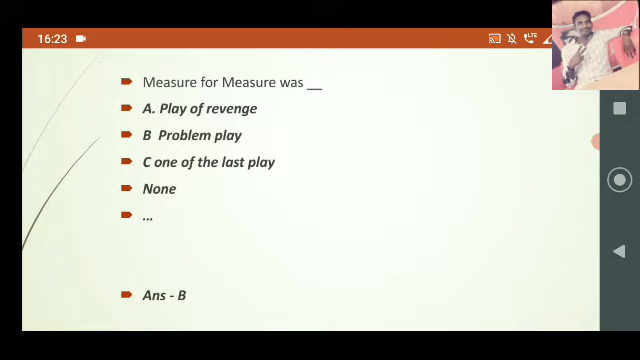 16:23
LTE
Measure for Measure was __
A. Play of revenge
B Problem play
C one of the last play
None
...
Ans - B